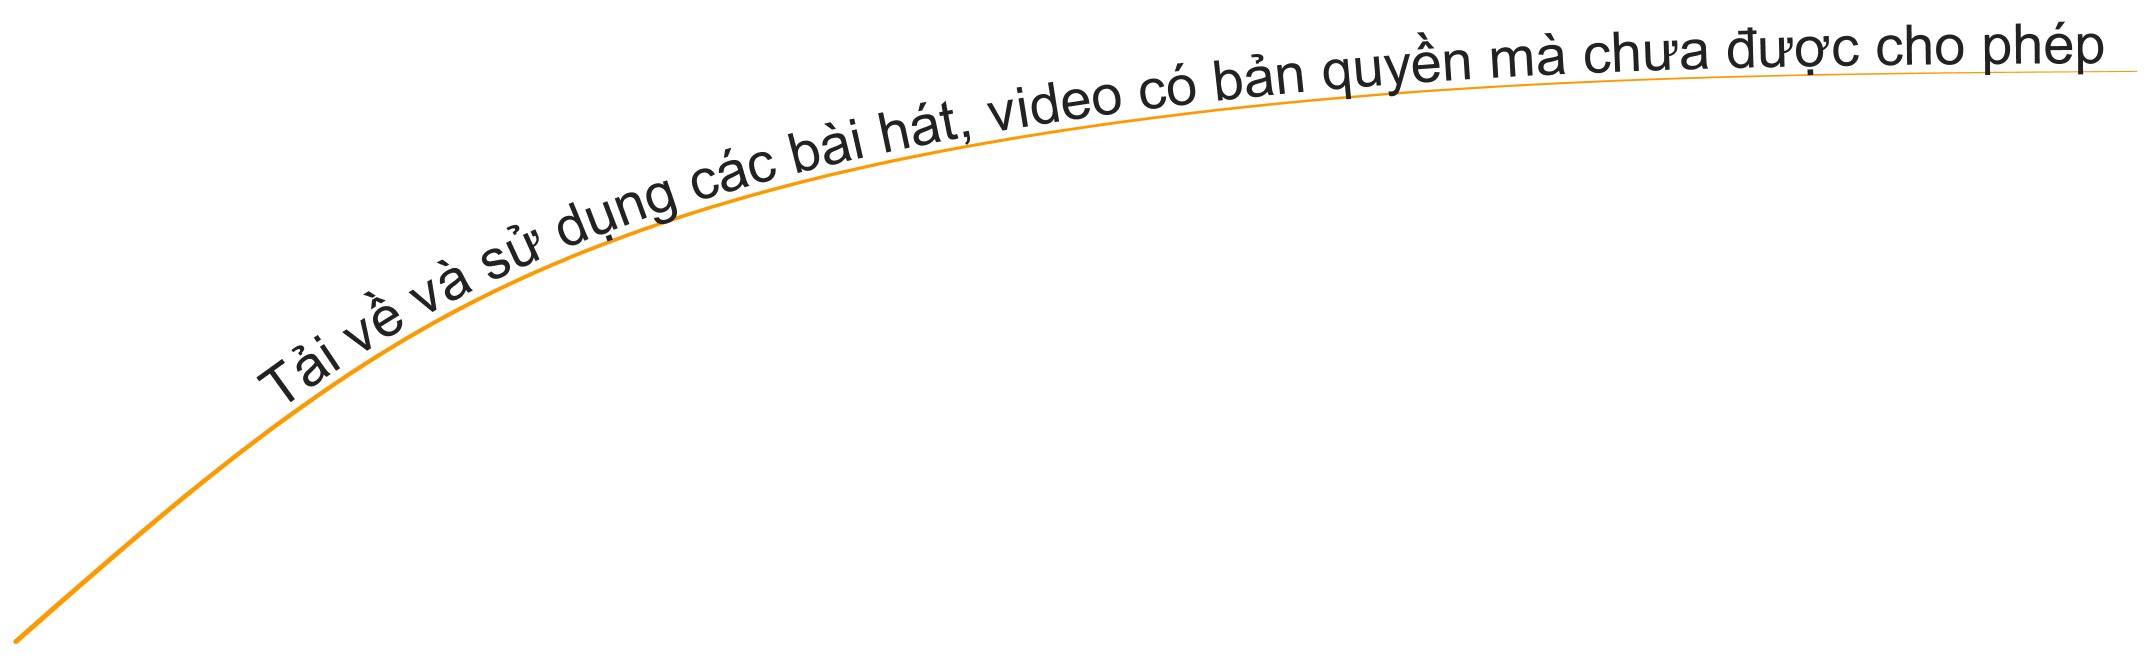 Tải về và sử dụng các bài hát, video có bản quyền mà chưa được cho phép